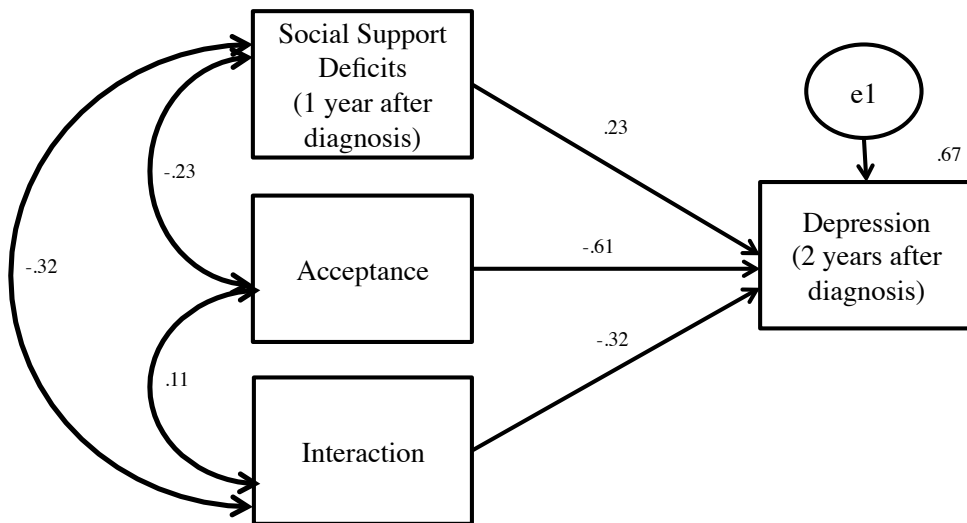 Social Support
Deficits
(1 year after
diagnosis)
e1
.23
.67
-.23
Depression
(2 years after
diagnosis)
-.61
Acceptance
-.32
-.32
.11
Interaction